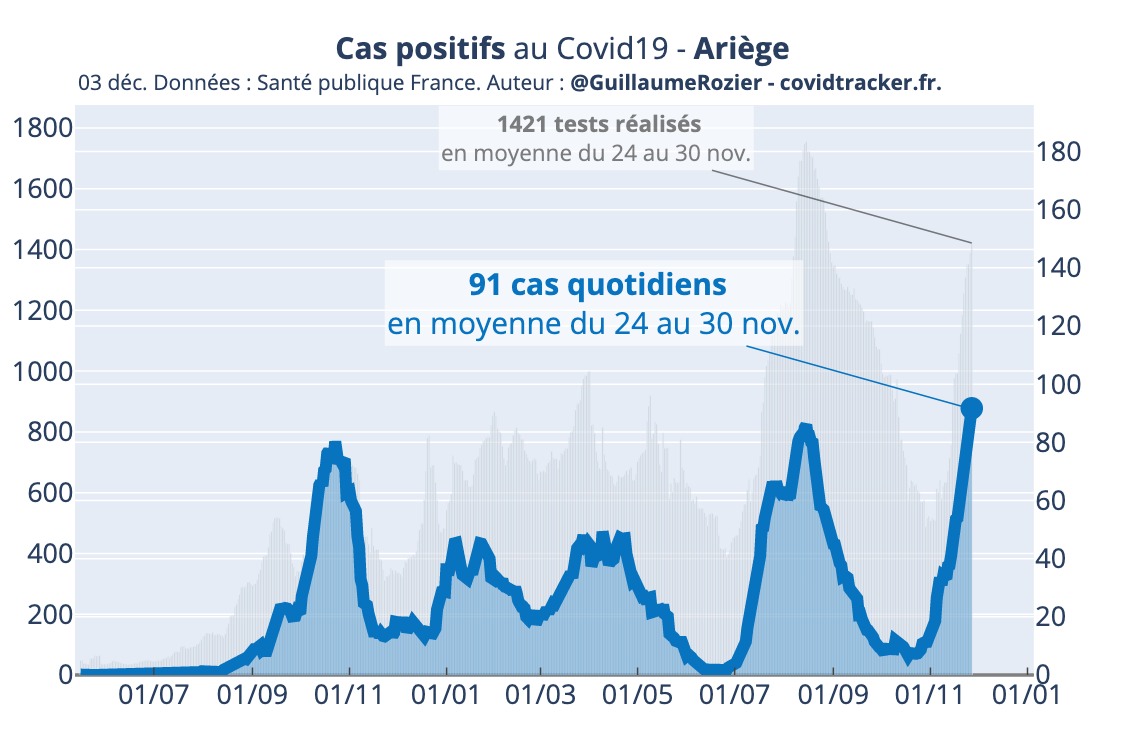 Cas positifs au Covid19 - Ariège
03 déc. Données : Santé publique France. Auteur : @GuillaumeRozier - covidtracker.fr.
1421 tests réalisés
en moyenne du 24 au 30 nov.
91 cas quotidiens
en moyenne du 24 au 30 nov.
1800
1600
1400
1200
1000
800
600
400
200
0
180
160
140
120
100
80
60
40
20
0
01/07 01/09 01/11 01/01 01/03 01/05 01/07 01/09 01/11 01/01